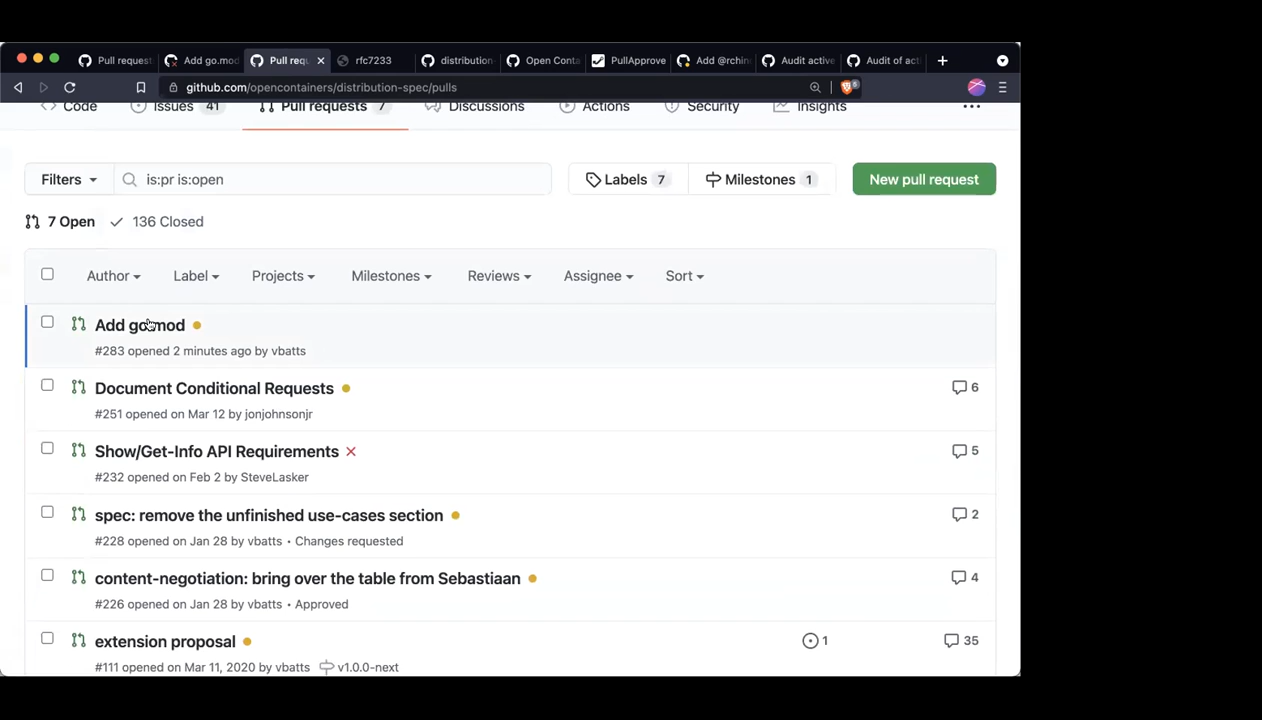 Pull request Add go.mod Pull requ rfc7233 distribution- Open Conta PullApprove Add @rchin Audit active Audit of act
github.com/opencontainers/distribution-spec/pulls
Code Issues 41 Pull requests 7 Discussions Actions Security Insights
Filters is:pr is:open Labels 7 Milestones 1 New pull request
7 Open 136 Closed
Author Label Projects Milestones Reviews Assignee Sort
Add go.mod
#283 opened 2 minutes ago by vbatts
Document Conditional Requests 6
#251 opened on Mar 12 by jonjohnsonjr
Show/Get-Info API Requirements 5
#232 opened on Feb 2 by SteveLasker
spec: remove the unfinished use-cases section 2
#228 opened on Jan 28 by vbatts • Changes requested
content-negotiation: bring over the table from Sebastiaan 4
#226 opened on Jan 28 by vbatts • Approved
extension proposal 1 35
#111 opened on Mar 11, 2020 by vbatts v1.0.0-next